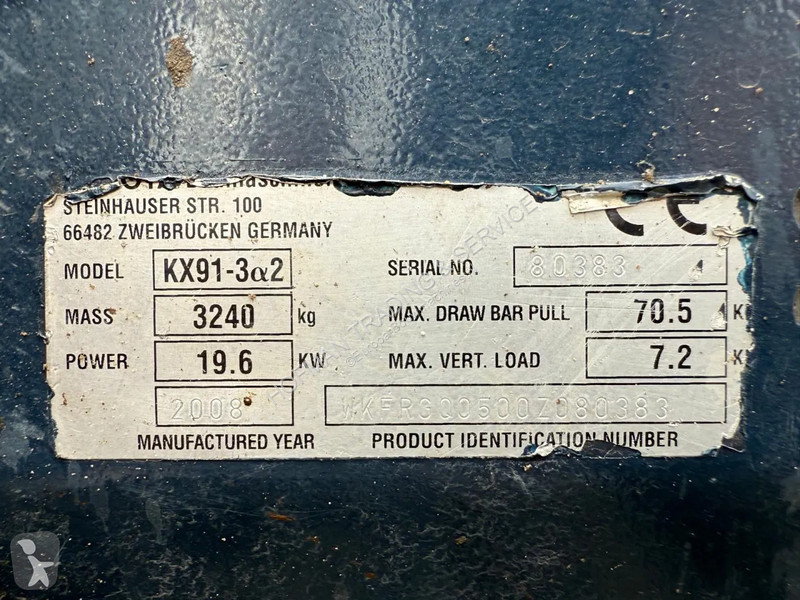 STEINHAUSER STR. 100
66482 ZWEIBRÜCKEN GERMANY
CE
MODEL KX91-3α2 SERIAL NO. 80383
MASS 3240 kg MAX. DRAW BAR PULL 70.5 K
POWER 19.6 KW MAX. VERT. LOAD 7.2 K
2008 WKFRGQ0500Z080383
MANUFACTURED YEAR PRODUCT IDENTIFICATION NUMBER